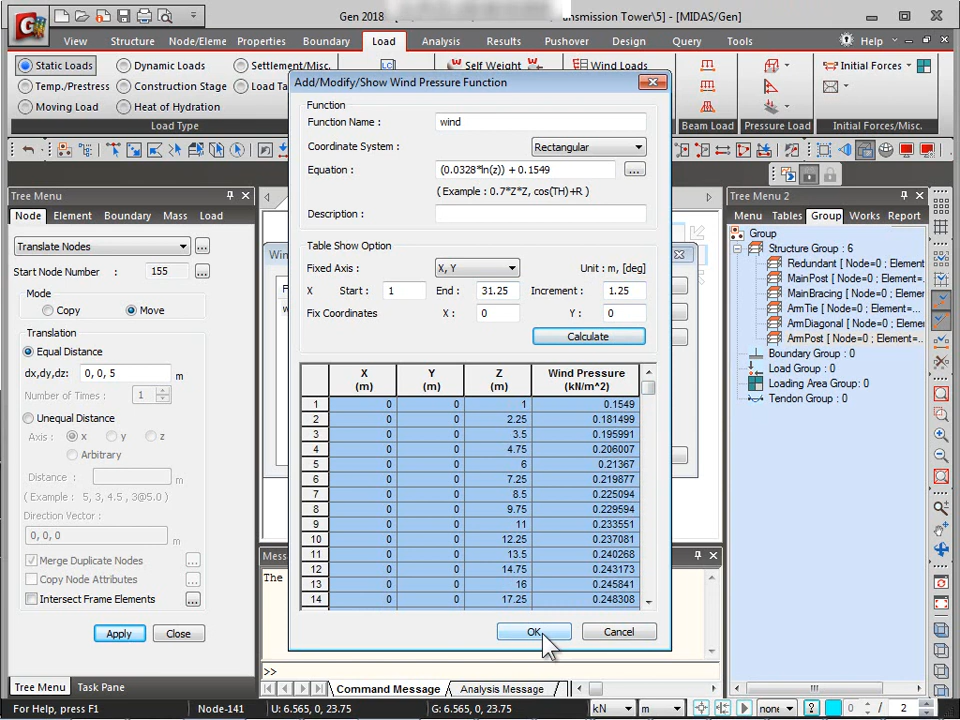 Gen 2018
nsmission Tower\5] - [MIDAS/Gen]
View Structure Node/Eleme Properties Boundary Load Analysis Results Pushover Design Query Tools Help
Static Loads Dynamic Loads Settlement/Misc. LC Self Weight Wind Loads Initial Forces
Temp./Prestress Construction Stage Load Ta
Moving Load Heat of Hydration
Load Type Beam Load Pressure Load Initial Forces/Misc.
Tree Menu
Node Element Boundary Mass Load
Translate Nodes
Start Node Number : 155
Mode
Copy Move
Translation
Equal Distance
dx,dy,dz: 0, 0, 5 m
Number of Times : 1
Unequal Distance
Axis : x y z
Arbitrary
Distance : m
( Example : 5, 3, 4.5 , 3@5.0 )
Direction Vector :
0, 0, 0 m
Merge Duplicate Nodes
Copy Node Attributes
Intersect Frame Elements
Apply Close
Tree Menu Task Pane
Win
Add/Modify/Show Wind Pressure Function
Function
Function Name : wind
Coordinate System : Rectangular
Equation : (0.0328*ln(z)) + 0.1549
( Example : 0.7*Z*Z, cos(TH)+R )
Description :
Table Show Option
Fixed Axis : X, Y Unit : m, [deg]
X Start : 1 End : 31.25 Increment : 1.25
Fix Coordinates X : 0 Y : 0
Calculate
X (m) Y (m) Z (m) Wind Pressure (kN/m^2)
1 0 0 1 0.1549
2 0 0 2.25 0.181499
3 0 0 3.5 0.195991
4 0 0 4.75 0.206007
5 0 0 6 0.21367
6 0 0 7.25 0.219877
7 0 0 8.5 0.225094
8 0 0 9.75 0.229594
9 0 0 11 0.233551
10 0 0 12.25 0.237081
11 0 0 13.5 0.240268
12 0 0 14.75 0.243173
13 0 0 16 0.245841
14 0 0 17.25 0.248308
OK Cancel
Mess
The
>>
Command Message Analysis Message
Tree Menu 2
Menu Tables Group Works Report
Group
Structure Group : 6
Redundant [ Node=0 ; Element
MainPost [ Node=0 ; Element=
MainBracing [ Node=0 ; Eleme
ArmTie [ Node=0 ; Element=...
ArmDiagonal [ Node=0 ; Eleme
ArmPost [ Node=0 ; Element=...
Boundary Group : 0
Load Group : 0
Loading Area Group: 0
Tendon Group : 0
For Help, press F1 Node-141 U: 6.565, 0, 23.75 G: 6.565, 0, 23.75 kN m none 0 / 2